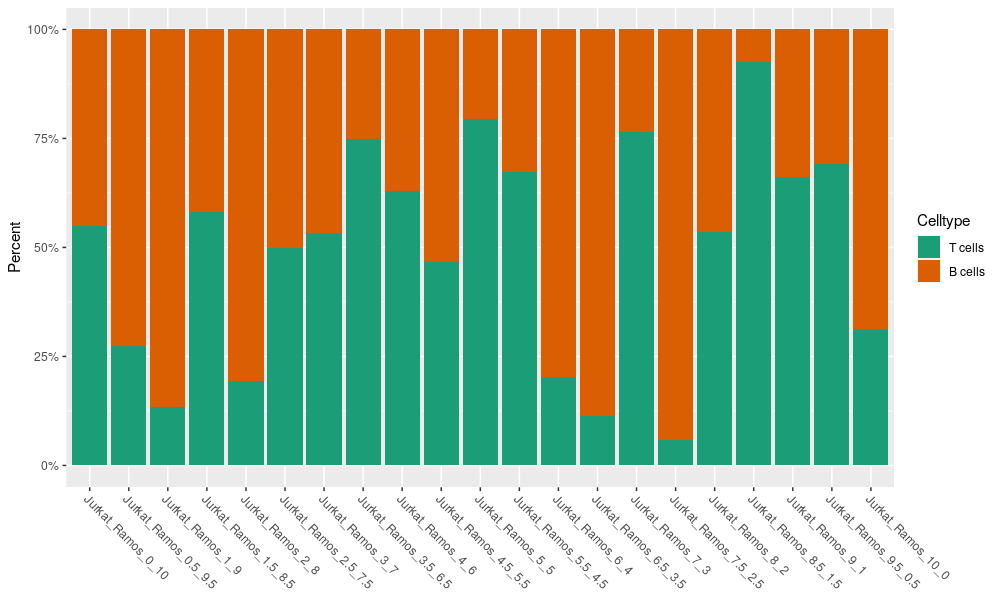 100%
75%
50%
25%
0%
Percent
Jurkat_Ramos_0_10
Jurkat_Ramos_0.5_9.5
Jurkat_Ramos_1_9
Jurkat_Ramos_1.5_8.5
Jurkat_Ramos_2_8
Jurkat_Ramos_2.5_7.5
Jurkat_Ramos_3_7
Jurkat_Ramos_3.5_6.5
Jurkat_Ramos_4_6
Jurkat_Ramos_4.5_5.5
Jurkat_Ramos_5_5
Jurkat_Ramos_5.5_4.5
Jurkat_Ramos_6_4
Jurkat_Ramos_6.5_3.5
Jurkat_Ramos_7_3
Jurkat_Ramos_7.5_2.5
Jurkat_Ramos_8_2
Jurkat_Ramos_8.5_1.5
Jurkat_Ramos_9_1
Jurkat_Ramos_9.5_0.5
Jurkat_Ramos_10_0
Celltype
T cells
B cells